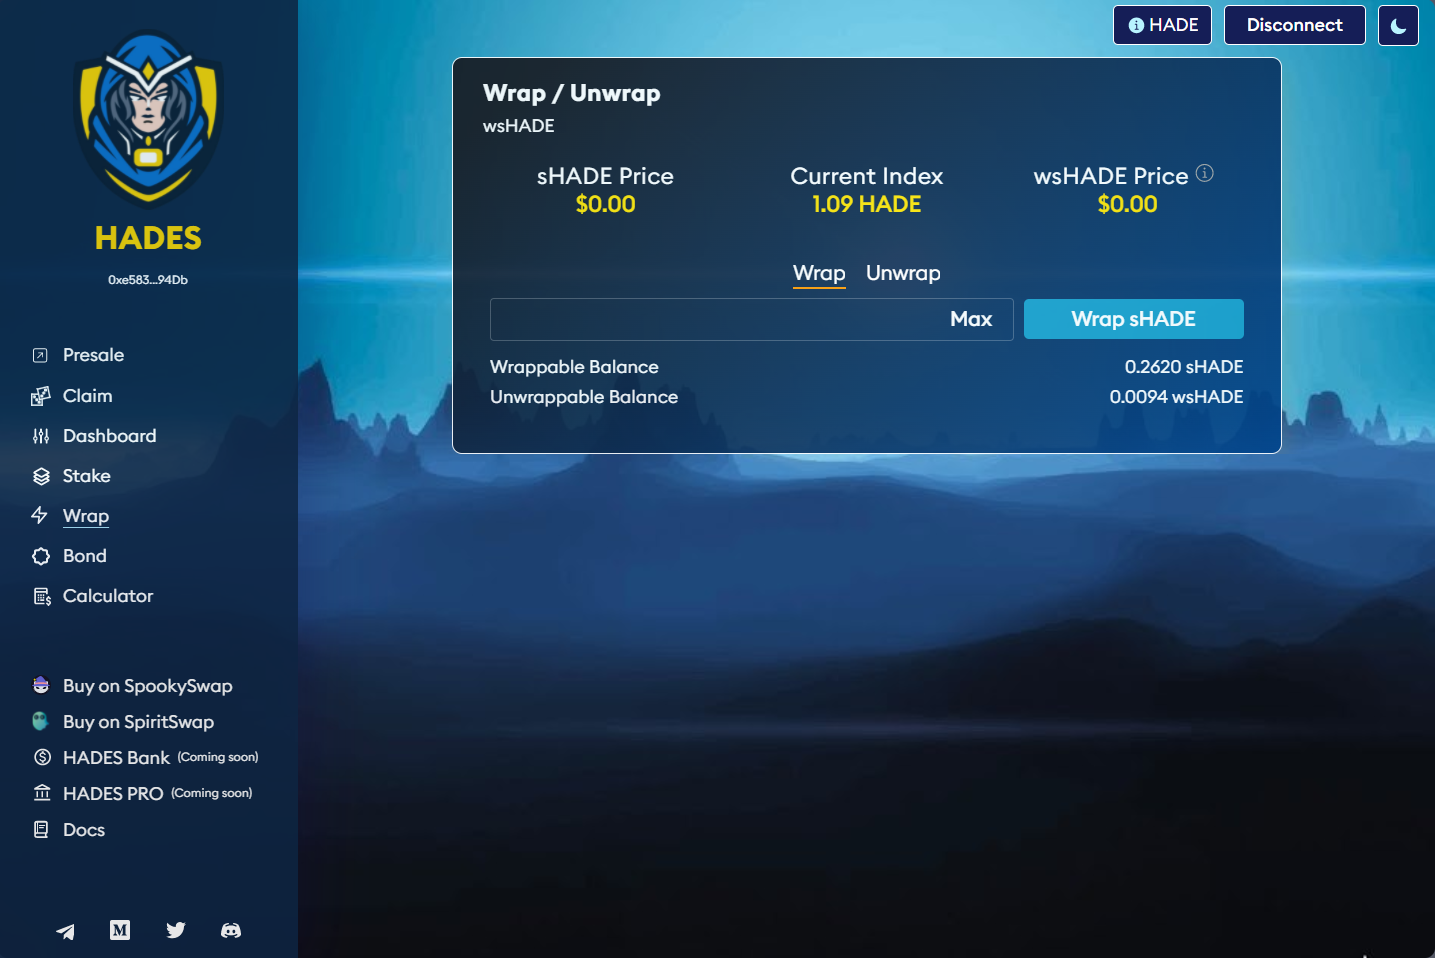 HADE
Disconnect
HADES
0xe583...94Db
Presale
Claim
Dashboard
Stake
Wrap
Bond
Calculator
Buy on SpookySwap
Buy on SpiritSwap
HADES Bank (Coming soon)
HADES PRO (Coming soon)
Docs
M
Wrap / Unwrap
wsHADE
sHADE Price
$0.00
Current Index
1.09 HADE
wsHADE Price
$0.00
Wrap Unwrap
Max
Wrap sHADE
Wrappable Balance 0.2620 sHADE
Unwrappable Balance 0.0094 wsHADE